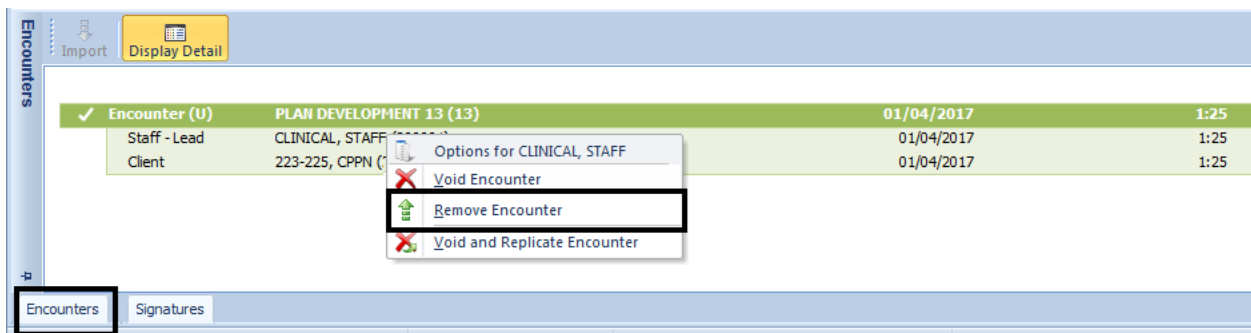 Encounters
Import
Display Detail
Encounter (U) PLAN DEVELOPMENT 13 (13) 01/04/2017 1:25
Staff - Lead CLINICAL, STAFF 01/04/2017 1:25
Client 223-225, CPPN ( 01/04/2017 1:25
Options for CLINICAL, STAFF
Void Encounter
Remove Encounter
Void and Replicate Encounter
Encounters
Signatures